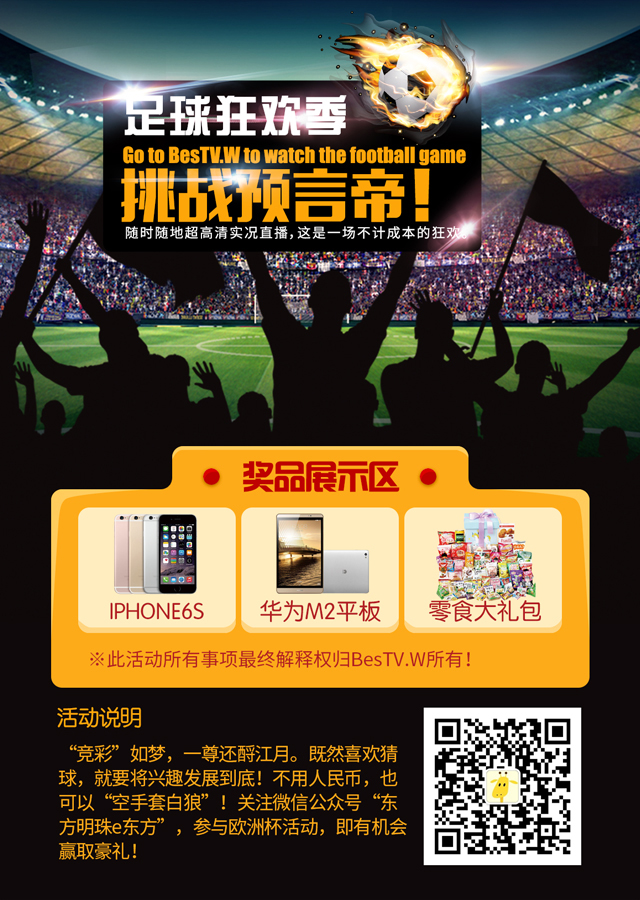 足球狂欢季
Go to BesTV.W to watch the football game
挑战预言帝！
随时随地超高清实况直播，这是一场不计成本的狂欢。
奖品展示区
IPHONE6S
华为M2平板
零食大礼包
※此活动所有事项最终解释权归BesTV.W所有！
活动说明
“竞彩”如梦，一尊还酹江月。既然喜欢猜
球，就要将兴趣发展到底！不用人民币，也
可以“空手套白狼”！关注微信公众号“东
方明珠e东方”，参与欧洲杯活动，即有机会
赢取豪礼！